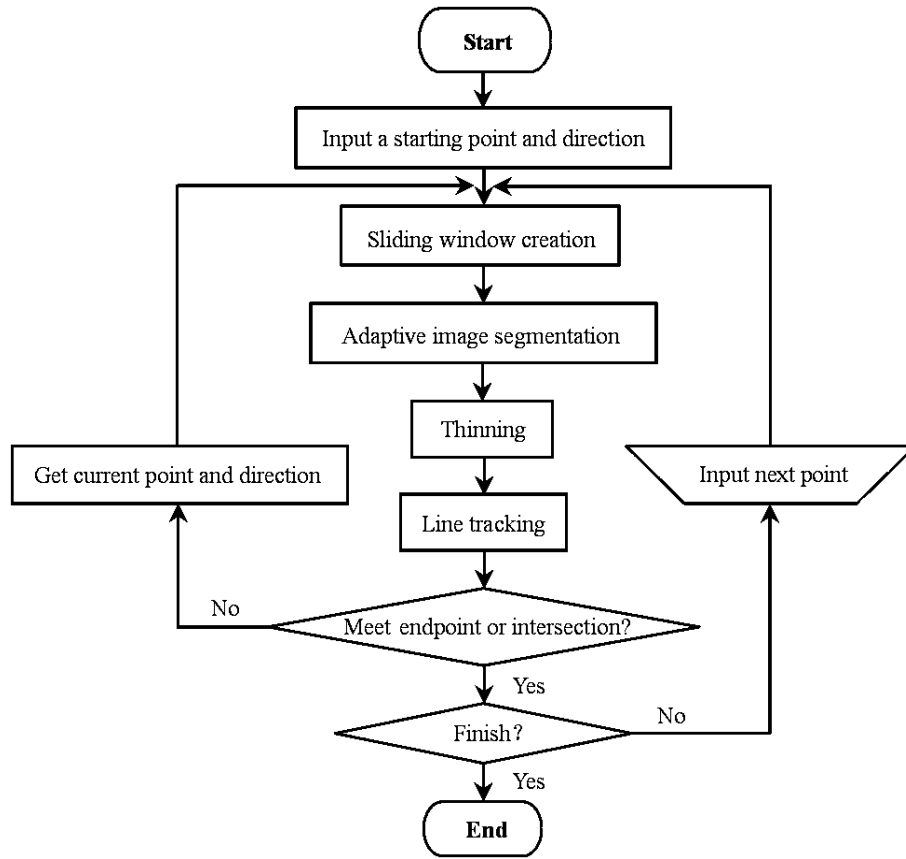 Start
Input a starting point and direction
Sliding window creation
Adaptive image segmentation
Thinning
Get current point and direction
Input next point
Line tracking
No
Meet endpoint or intersection?
Yes
No
Finish?
Yes
End